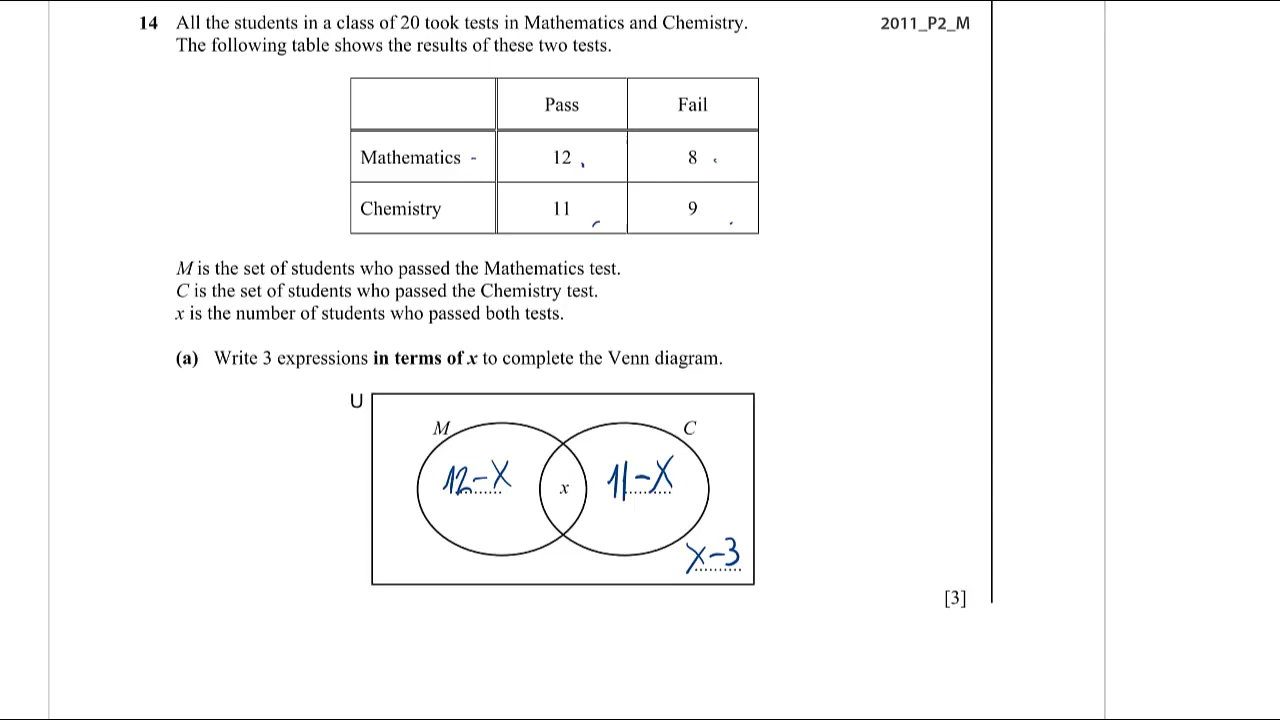 14 All the students in a class of 20 took tests in Mathematics and Chemistry. 2011_P2_M
The following table shows the results of these two tests.
Pass Fail
Mathematics - 12 8
Chemistry 11 9
M is the set of students who passed the Mathematics test.
C is the set of students who passed the Chemistry test.
x is the number of students who passed both tests.
(a) Write 3 expressions in terms of x to complete the Venn diagram.
U
M C
12-x x 11-x
x-3
[3]